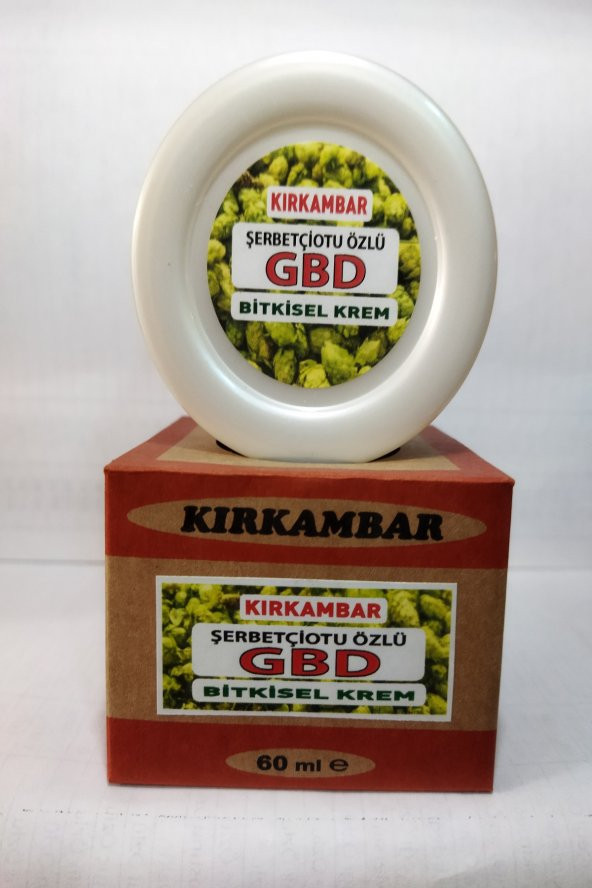 KIRKAMBAR
ŞERBETÇİOTU ÖZLÜ
GBD
BİTKİSEL KREM
KIRKAMBAR
KIRKAMBAR
ŞERBETÇİOTU ÖZLÜ
GBD
BİTKİSEL KREM
60 ml ℮